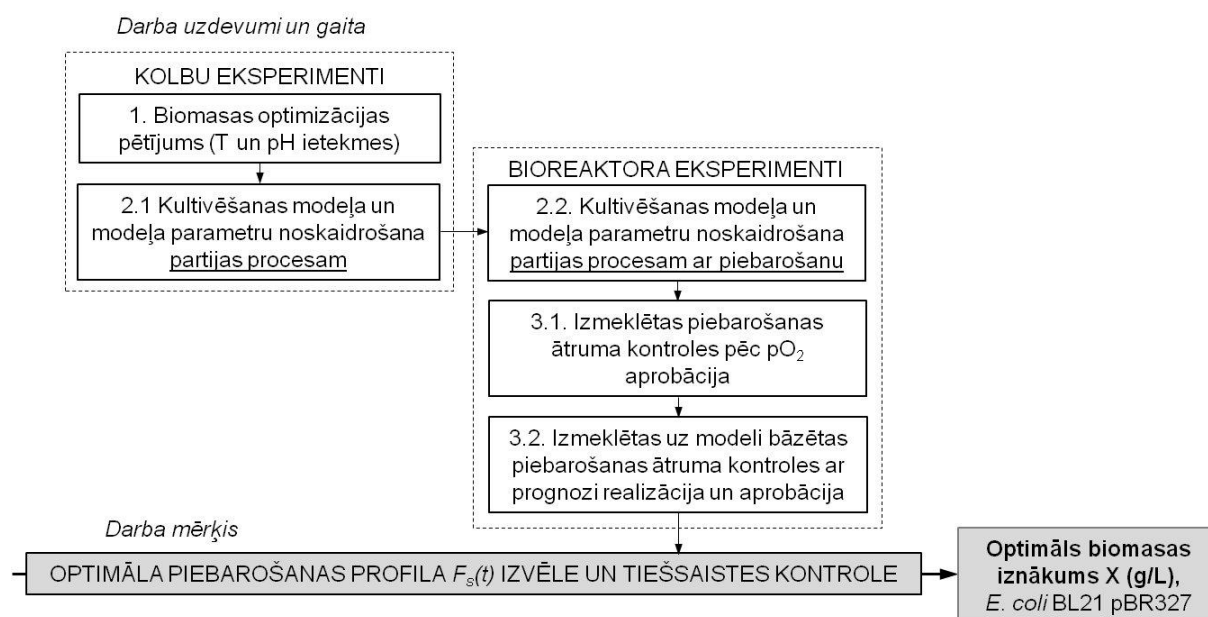 Darba uzdevumi un gaita
KOLBU EKSPERIMENTI
1. Biomasas optimizācijas
pētījums (T un pH ietekmes)
2.1 Kultivēšanas modeļa un
modeļa parametru noskaidrošana
partijas procesam
BIOREAKTORA EKSPERIMENTI
2.2. Kultivēšanas modeļa un
modeļa parametru noskaidrošana
partijas procesam ar piebarošanu
3.1. Izmeklētas piebarošanas
ātruma kontroles pēc pO₂
aprobācija
3.2. Izmeklētas uz modeli bāzētas
piebarošanas ātruma kontroles ar
prognozi realizācija un aprobācija
Darba mērķis
OPTIMĀLA PIEBAROŠANAS PROFILA Fₛ(t) IZVĒLE UN TIEŠSAISTES KONTROLE
Optimāls biomasas
iznākums X (g/L),
E. coli BL21 pBR327